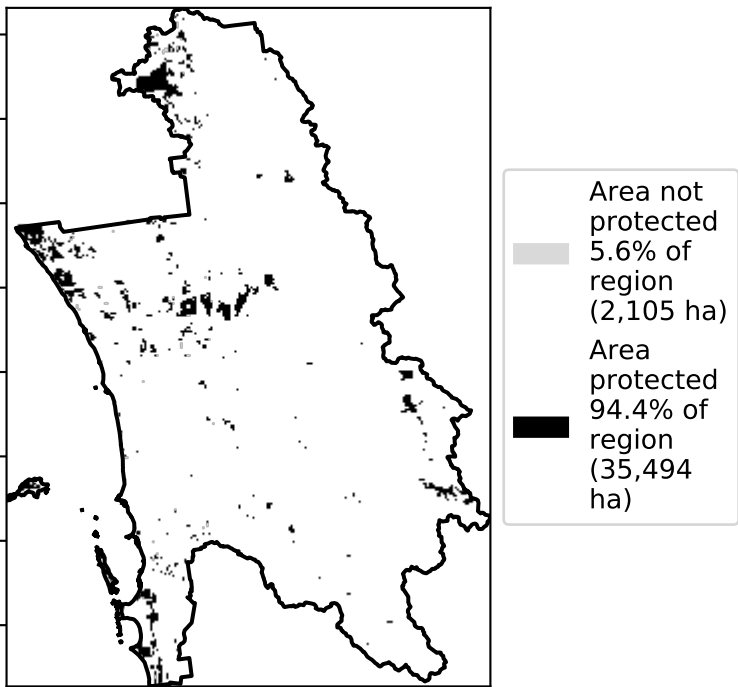 Area not
protected
5.6% of
region
(2,105 ha)
Area
protected
94.4% of
region
(35,494
ha)